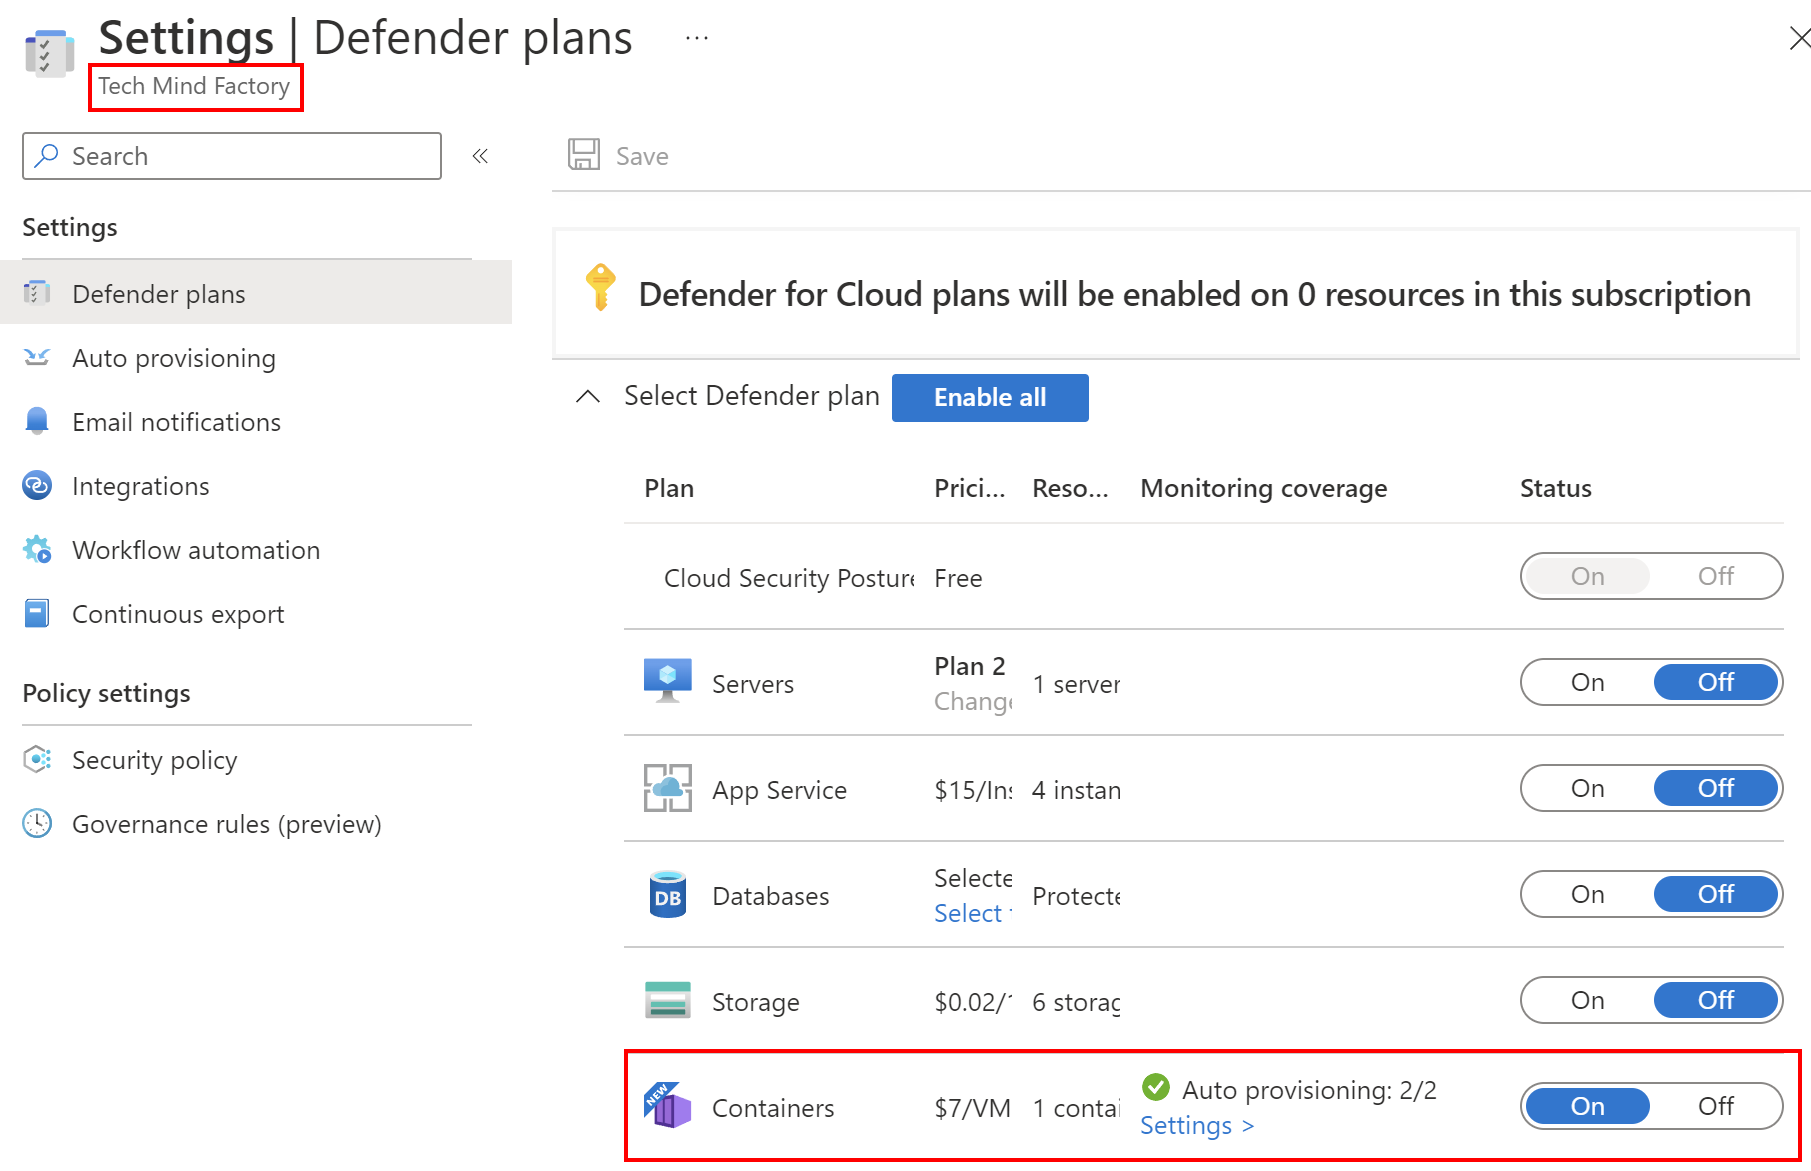 Settings | Defender plans ...
Tech Mind Factory
Search
«
Save
Settings
Defender plans
Auto provisioning
Email notifications
Integrations
Workflow automation
Continuous export
Policy settings
Security policy
Governance rules (preview)
Defender for Cloud plans will be enabled on 0 resources in this subscription
Select Defender plan Enable all
Plan Prici... Reso... Monitoring coverage Status
Cloud Security Posture Free On Off
Servers Plan 2 Change 1 server On Off
App Service $15/Ins 4 instan On Off
DB Databases Selecte Select Protecte On Off
Storage $0.02/ 6 storag On Off
NEW Containers $7/VM 1 contai Auto provisioning: 2/2 On Off
Settings >